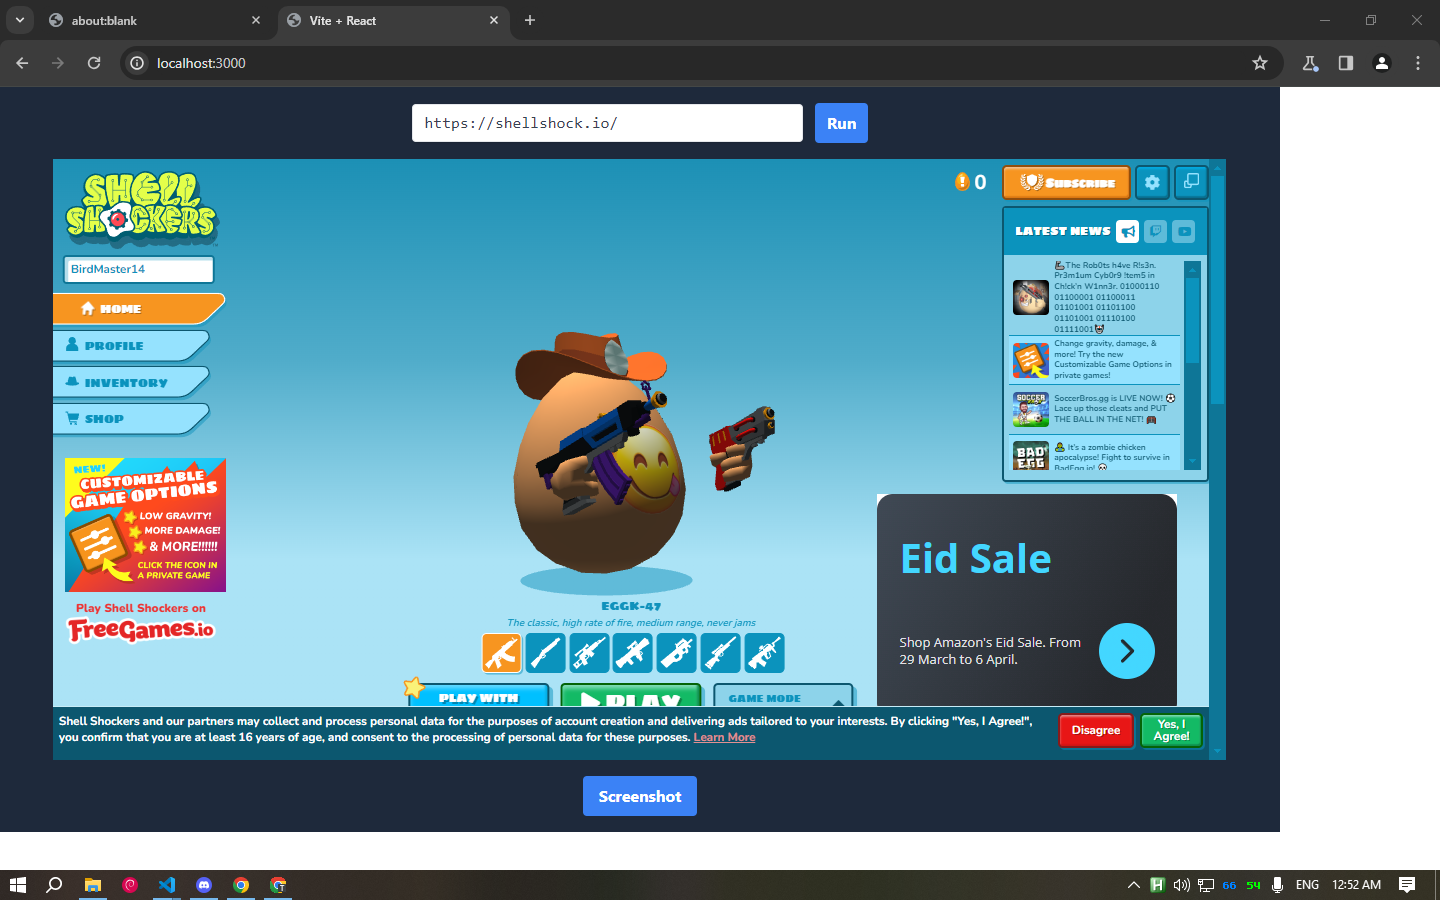 about:blank
Vite + React
localhost:3000
https://shellshock.io/
Run
SHELL
SHOCKERS
0
SUBSCRIBE
BirdMaster14
HOME
PROFILE
INVENTORY
SHOP
LATEST NEWS
The Rob0ts h4ve R!s3n.
Pr3m1um Cyb0r9 !tem5 in
Ch!ck'n W1nn3r. 01000110
01100001 01100011
01101001 01101100
01101001 01110100
01111001
Change gravity, damage, &
more! Try the new
Customizable Game Options in
private games!
SOCCER
SoccerBros.gg is LIVE NOW!
Lace up those cleats and PUT
THE BALL IN THE NET!
BAD
EGG
It's a zombie chicken
apocalypse! Fight to survive in
BadEgg.io!
NEW!
CUSTOMIZABLE
GAME OPTIONS
LOW GRAVITY!
MORE DAMAGE!
& MORE!!!!!!
CLICK THE ICON IN
A PRIVATE GAME
Play Shell Shockers on
FreeGames.io
EGGK-47
The classic, high rate of fire, medium range, never jams
PLAY WITH
PLAY
GAME MODE
Eid Sale
Shop Amazon's Eid Sale. From
29 March to 6 April.
Shell Shockers and our partners may collect and process personal data for the purposes of account creation and delivering ads tailored to your interests. By clicking "Yes, I Agree!",
you confirm that you are at least 16 years of age, and consent to the processing of personal data for these purposes. Learn More
Disagree
Yes, I
Agree!
Screenshot
66
54
ENG
12:52 AM